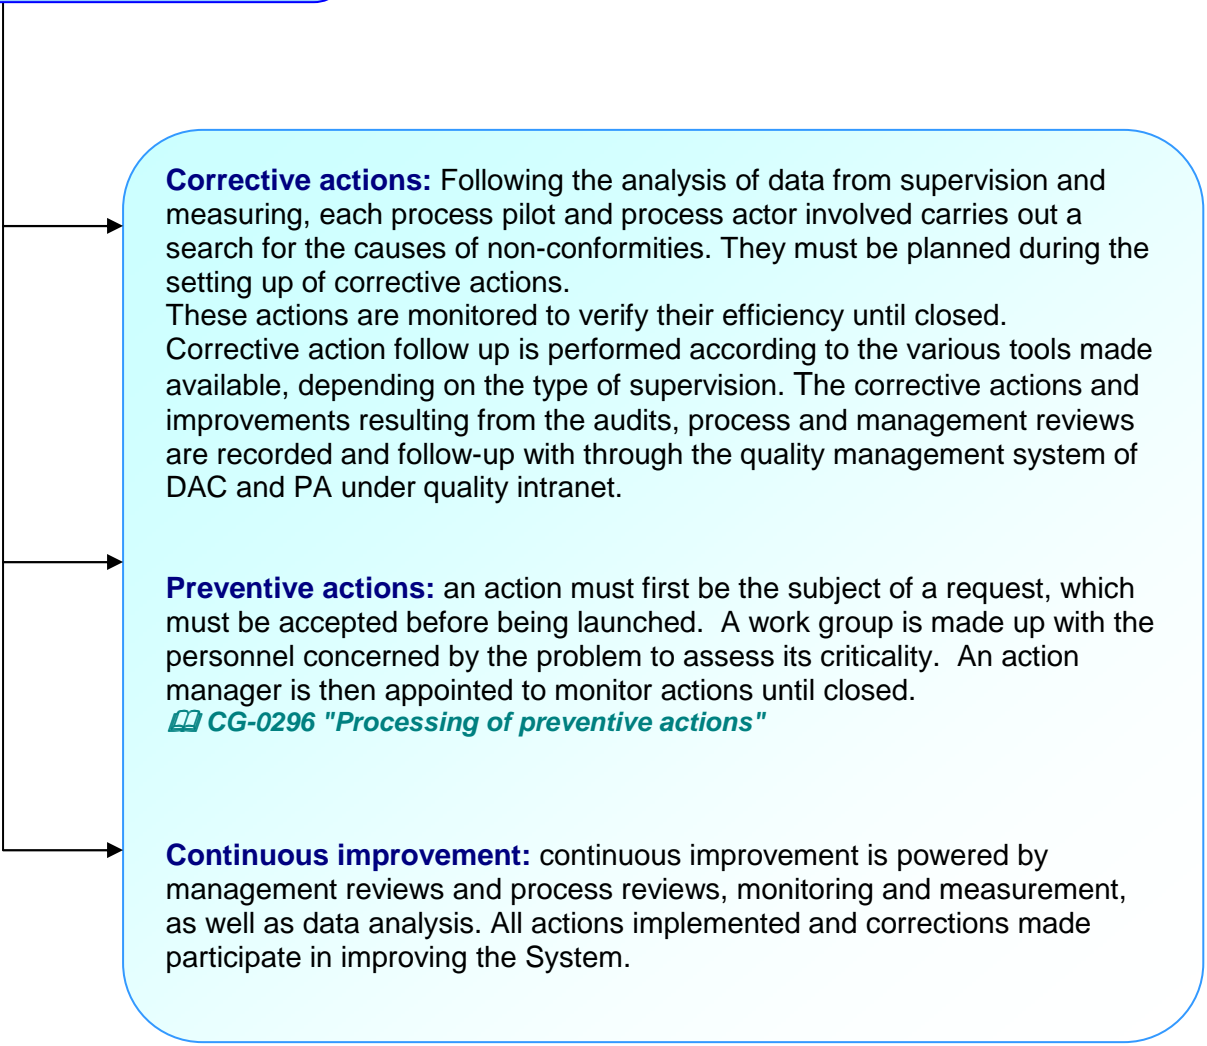 Corrective actions: Following the analysis of data from supervision and
measuring, each process pilot and process actor involved carries out a
search for the causes of non-conformities. They must be planned during the
setting up of corrective actions.
These actions are monitored to verify their efficiency until closed.
Corrective action follow up is performed according to the various tools made
available, depending on the type of supervision. The corrective actions and
improvements resulting from the audits, process and management reviews
are recorded and follow-up with through the quality management system of
DAC and PA under quality intranet.
Preventive actions: an action must first be the subject of a request, which
must be accepted before being launched.  A work group is made up with the
personnel concerned by the problem to assess its criticality.  An action
manager is then appointed to monitor actions until closed.
CG-0296 "Processing of preventive actions"
Continuous improvement: continuous improvement is powered by
management reviews and process reviews, monitoring and measurement,
as well as data analysis. All actions implemented and corrections made
participate in improving the System.